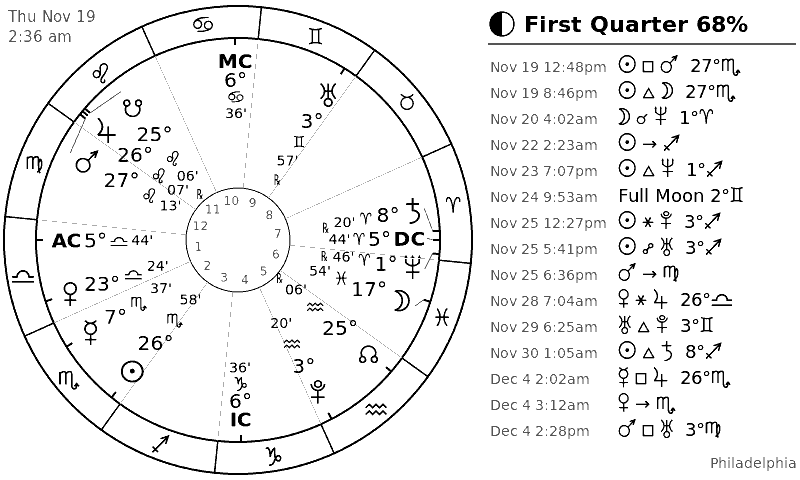 Thu Nov 19
2:36 am
First Quarter 68%
Nov 19 12:48pm ☉ □ ♂ 27°♏
Nov 19 8:46pm ☉ △ ☽ 27°♏
Nov 20 4:02am ☽ ☌ ♆ 1°♈
Nov 22 2:23am ☉ → ♐
Nov 23 7:07pm ☉ △ ♆ 1°♐
Nov 24 9:53am Full Moon 2°♊
Nov 25 12:27pm ☉ ⚹ ⯓ 3°♐
Nov 25 5:41pm ☉ ☍ ♅ 3°♐
Nov 25 6:36pm ♂ → ♍
Nov 28 7:04am ♀ ⚹ ♃ 26°♎
Nov 29 6:25am ♅ △ ⯓ 3°♊
Nov 30 1:05am ☉ △ ♄ 8°♐
Dec 4 2:02am ☿ □ ♃ 26°♏
Dec 4 3:12am ♀ → ♏
Dec 4 2:28pm ♂ □ ♅ 3°♍
Philadelphia
♋
♊
♉
♈
♓
♒
♑
♐
♏
♎
♍
♌
MC
6°
♋
36'
♅
3°
♊
57'
℞
☋
25° ♌ 06' ℞
♃
26° ♌ 07'
♂
27° ♌ 13'
AC 5° ♎ 44'
♀ 23° ♎ 24'
☿ 7° ♏ 37'
☉ 26° ♏ 58'
℞ 20' ♈ 8° ♄
44' ♈ 5° DC
℞ 46' ♓ 1° ♆
54' ♓ 17° ☽
℞ 06' ♒ 25° ☊
20'
♒
3°
⯓
36'
♑
6°
IC
1
2
3
4
5
6
7
8
9
10
11
12